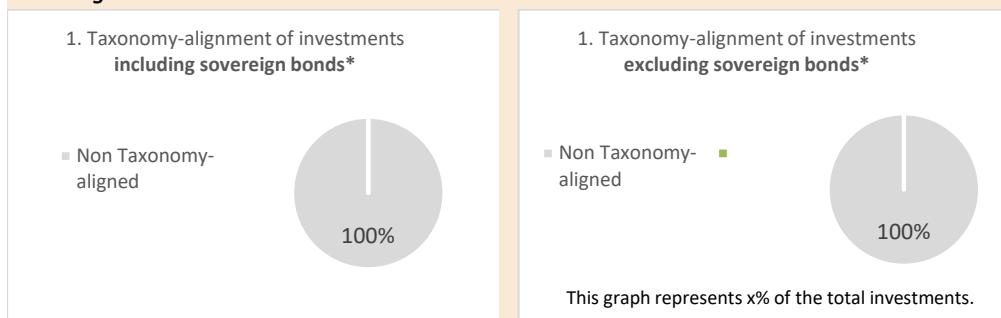 1. Taxonomy-alignment of investments
including sovereign bonds*
Non Taxonomy-
aligned
100%
1. Taxonomy-alignment of investments
excluding sovereign bonds*
Non Taxonomy-
aligned
100%
This graph represents x% of the total investments.